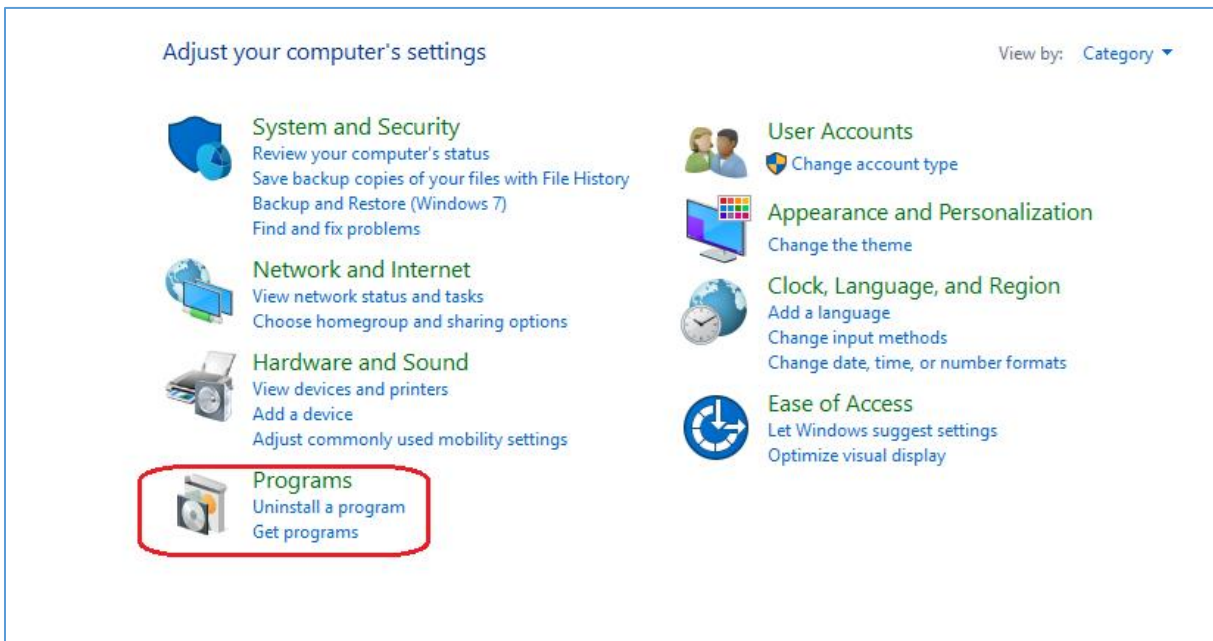 Adjust your computer's settings
View by: Category
System and Security
Review your computer's status
Save backup copies of your files with File History
Backup and Restore (Windows 7)
Find and fix problems
Network and Internet
View network status and tasks
Choose homegroup and sharing options
Hardware and Sound
View devices and printers
Add a device
Adjust commonly used mobility settings
Programs
Uninstall a program
Get programs
User Accounts
Change account type
Appearance and Personalization
Change the theme
Clock, Language, and Region
Add a language
Change input methods
Change date, time, or number formats
Ease of Access
Let Windows suggest settings
Optimize visual display